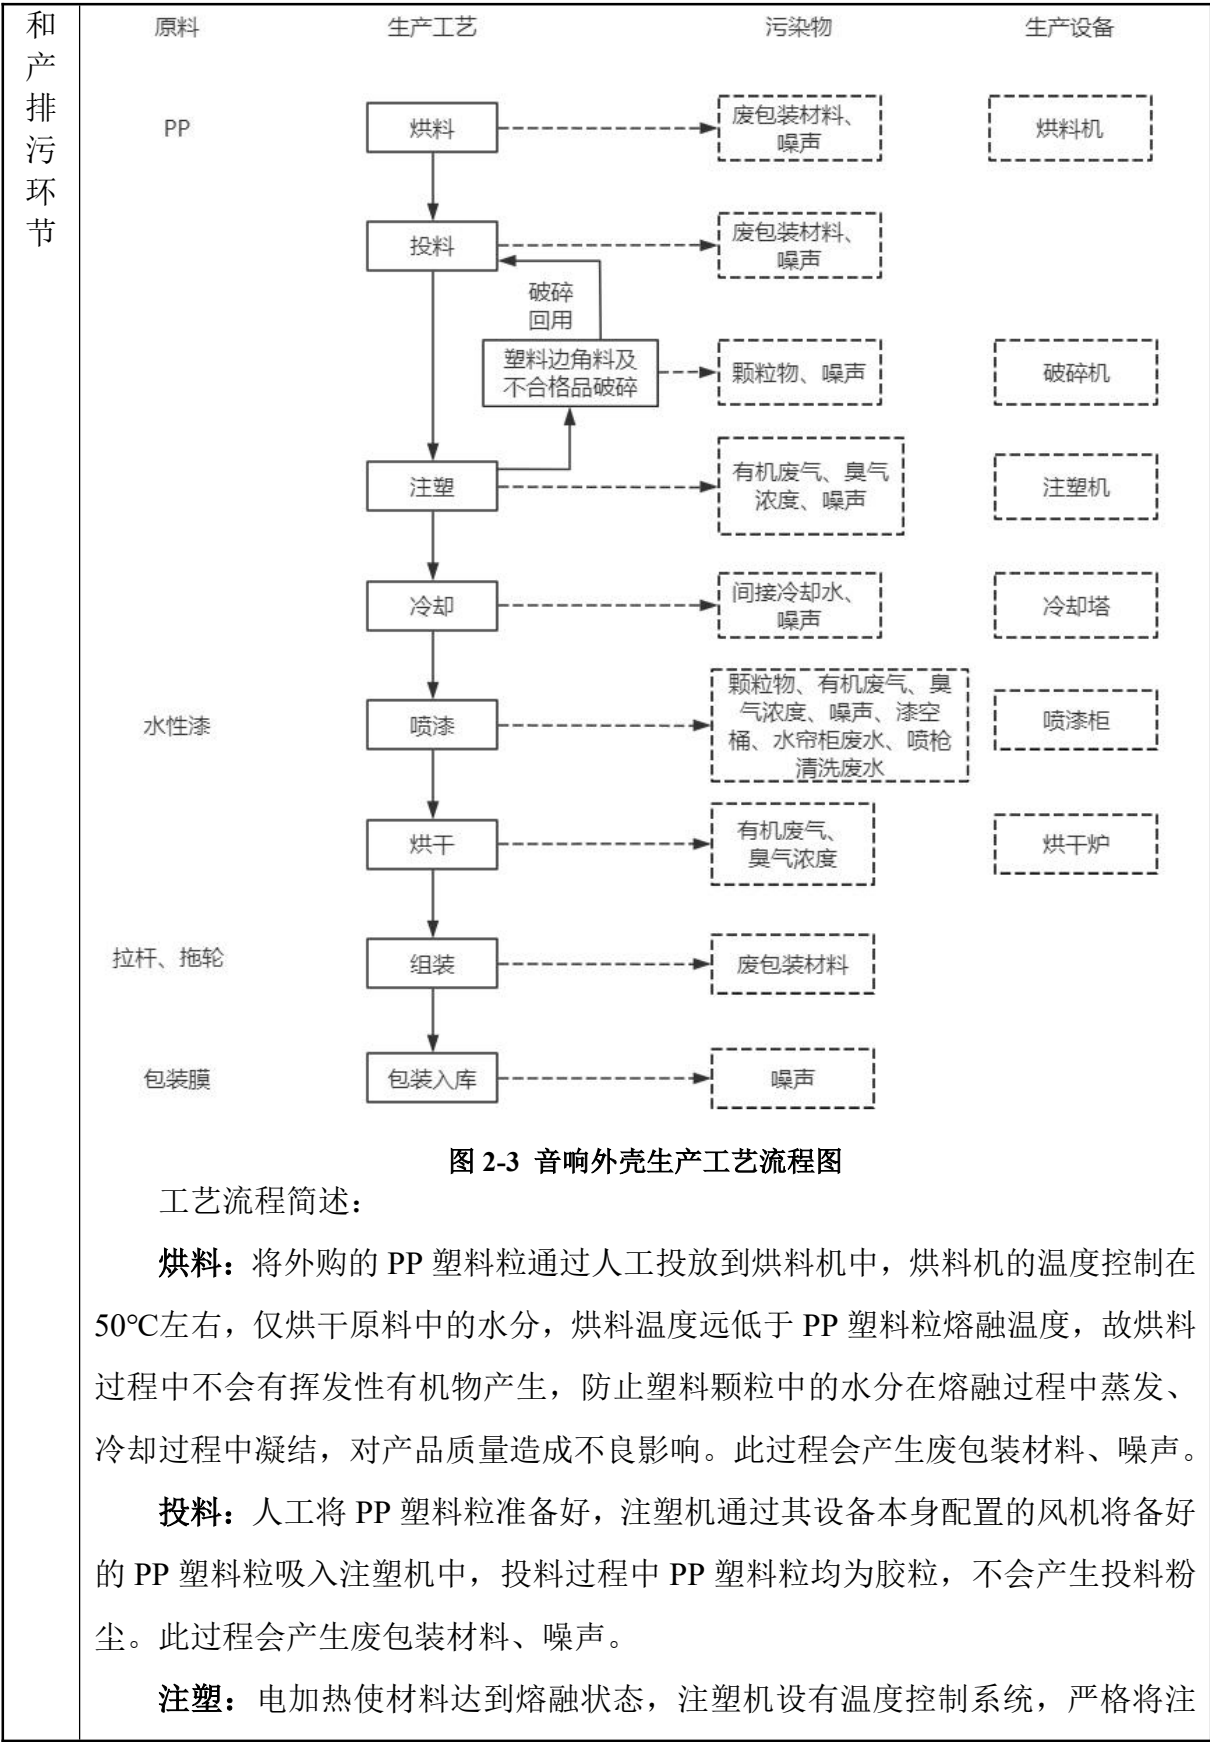 和
产
排
污
环
节
原料 生产工艺 污染物 生产设备
PP 烘料 废包装材料、
噪声 烘料机
投料 废包装材料、
噪声
破碎
回用
塑料边角料及
不合格品破碎 颗粒物、噪声 破碎机
注塑 有机废气、臭气
浓度、噪声 注塑机
冷却 间接冷却水、
噪声 冷却塔
水性漆 喷漆 颗粒物、有机废气、臭
气浓度、噪声、漆空
桶、水帘柜废水、喷枪
清洗废水 喷漆柜
烘干 有机废气、
臭气浓度 烘干炉
拉杆、拖轮 组装 废包装材料
包装膜 包装入库 噪声
图 2-3 音响外壳生产工艺流程图
工艺流程简述：
烘料：将外购的 PP 塑料粒通过人工投放到烘料机中，烘料机的温度控制在
50℃左右，仅烘干原料中的水分，烘料温度远低于 PP 塑料粒熔融温度，故烘料
过程中不会有挥发性有机物产生，防止塑料颗粒中的水分在熔融过程中蒸发、
冷却过程中凝结，对产品质量造成不良影响。此过程会产生废包装材料、噪声。
投料：人工将 PP 塑料粒准备好，注塑机通过其设备本身配置的风机将备好
的 PP 塑料粒吸入注塑机中，投料过程中 PP 塑料粒均为胶粒，不会产生投料粉
尘。此过程会产生废包装材料、噪声。
注塑：电加热使材料达到熔融状态，注塑机设有温度控制系统，严格将注